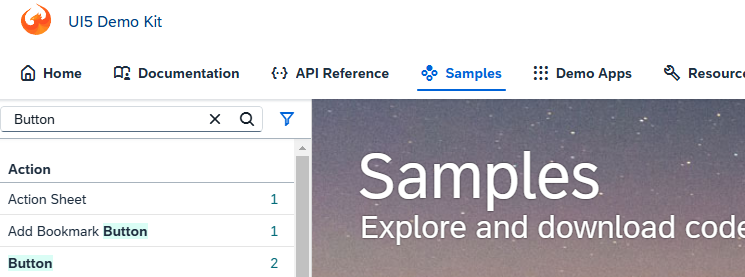 UI5 Demo Kit
Home Documentation API Reference Samples Demo Apps Resourc
Button
Action
Action Sheet 1
Add Bookmark Button 1
Button 2
Samples
Explore and download code